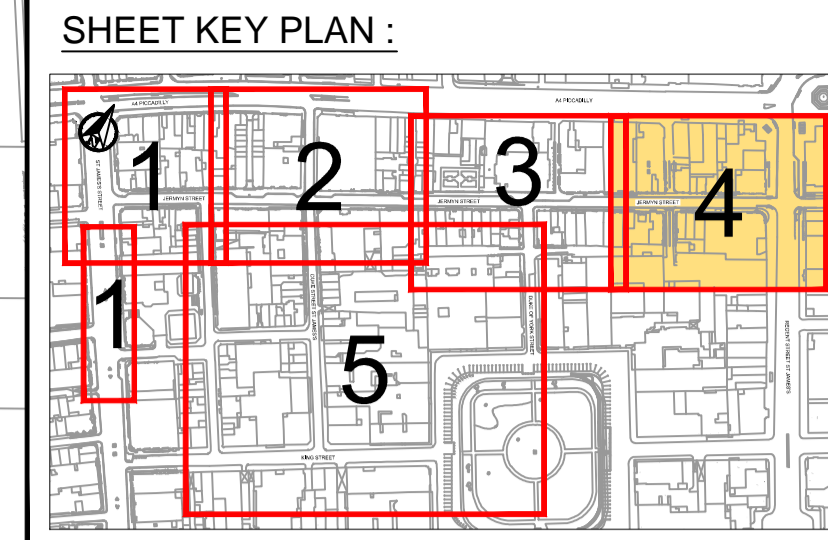 SHEET KEY PLAN :
A4 PICCADILLY
A4 PICCADILLY
1
2
3
4
ST JAMES'S STREET
JERMYN STREET
JERMYN STREET
JERMYN STREET
1
5
DUKE STREET ST JAMES'S
DUKE OF YORK STREET
REGENT STREET ST JAMES'S
KING STREET